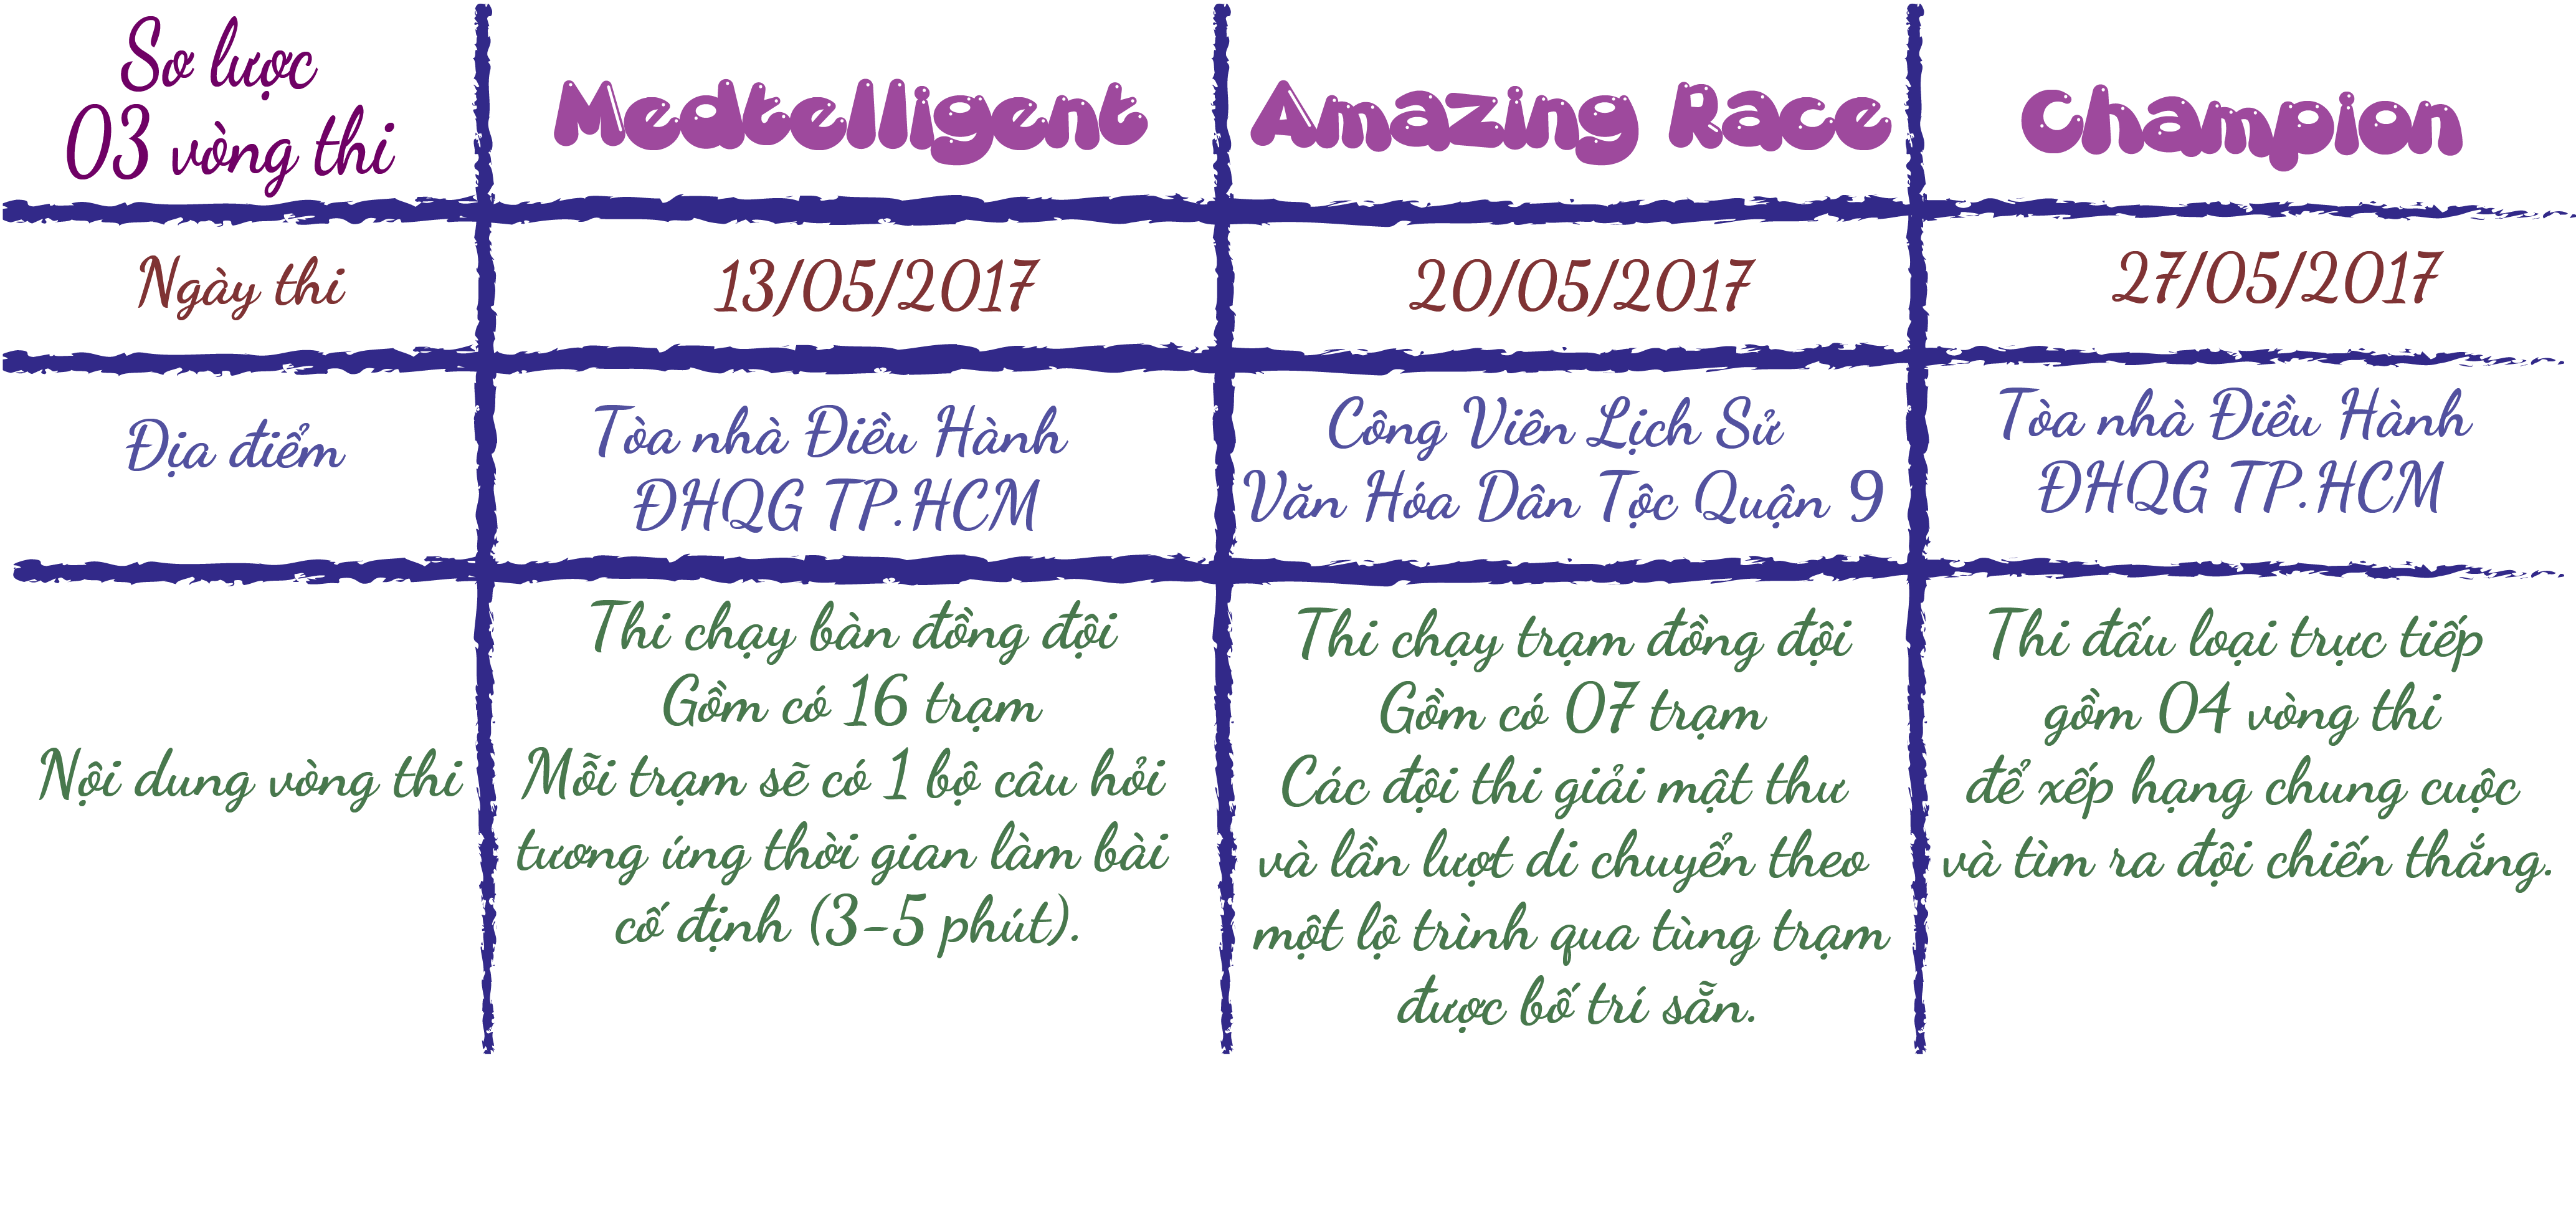 Sơ lược
03 vòng thi
Medtelligent
Amazing Race
Champion
Ngày thi
13/05/2017
20/05/2017
27/05/2017
Địa điểm
Tòa nhà Điều Hành
ĐHQG TP.HCM
Công Viên Lịch Sử
Văn Hóa Dân Tộc Quận 9
Tòa nhà Điều Hành
ĐHQG TP.HCM
Nội dung vòng thi
Thi chạy bàn đồng đội
Gồm có 16 trạm
Mỗi trạm sẽ có 1 bộ câu hỏi
tương ứng thời gian làm bài
cố định (3-5 phút).
Thi chạy trạm đồng đội
Gồm có 07 trạm
Các đội thi giải mật thư
và lần lượt di chuyển theo
một lộ trình qua tùng trạm
được bố trí sẵn.
Thi đấu loại trực tiếp
gồm 04 vòng thi
để xếp hạng chung cuộc
và tìm ra đội chiến thắng.